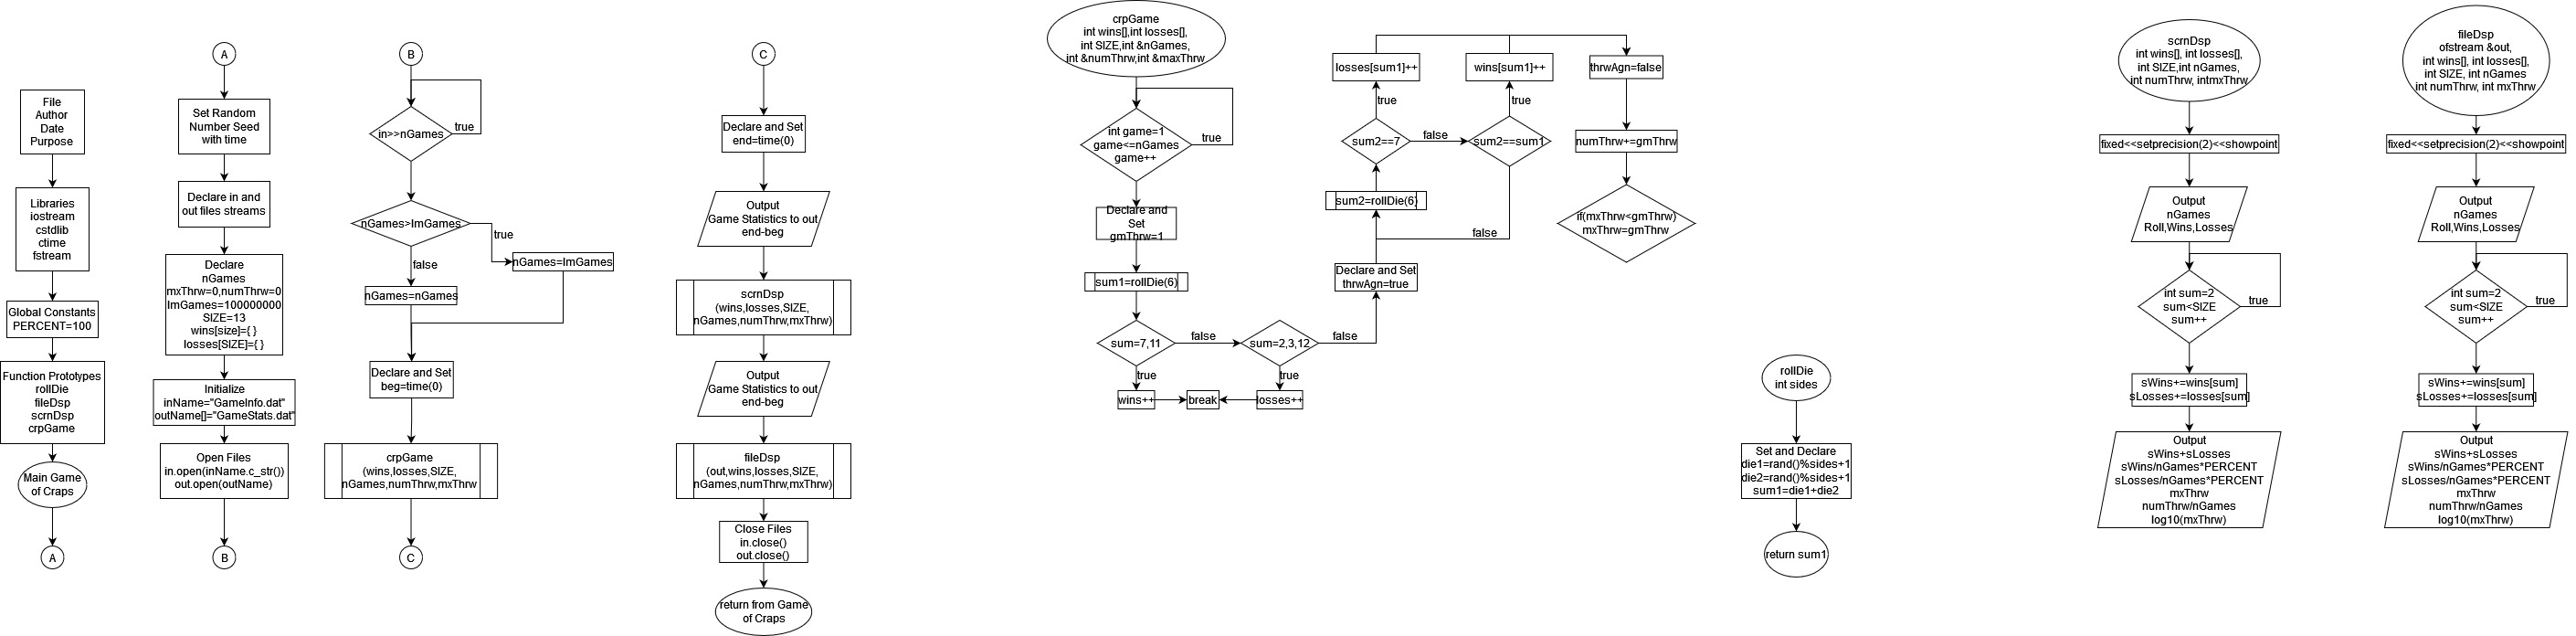 File
Author
Date
Purpose
Libraries
iostream
cstdlib
ctime
fstream
Global Constants
PERCENT=100
Function Prototypes
rollDie
fileDsp
scrnDsp
crpGame
Main Game
of Craps
A
A
Set Random
Number Seed
with time
Declare in and
out files streams
Declare
nGames
mxThrw=0,numThrw=0
lmGames=100000000
SIZE=13
wins[size]={ }
losses[SIZE]={ }
Initialize
inName="GameInfo.dat"
outName[]="GameStats.dat"
Open Files
in.open(inName.c_str())
out.open(outName)
B
B
in>>nGames
true
nGames>lmGames
true
false
nGames=lmGames
nGames=nGames
Declare and Set
beg=time(0)
crpGame
(wins,losses,SIZE,
nGames,numThrw,mxThrw
C
C
Declare and Set
end=time(0)
Output
Game Statistics to out
end-beg
scrnDsp
(wins,losses,SIZE,
nGames,numThrw,mxThrw)
Output
Game Statistics to out
end-beg
fileDsp
(out,wins,losses,SIZE,
nGames,numThrw,mxThrw)
Close Files
in.close()
out.close()
return from Game
of Craps
crpGame
int wins[],int losses[],
int SIZE,int &nGames,
int &numThrw,int &maxThrw
int game=1
game<=nGames
game++
true
Declare and
Set
gmThrw=1
sum1=rollDie(6)
sum=7,11
false
sum=2,3,12
false
true
true
wins++
break
losses++
losses[sum1]++
wins[sum1]++
thrwAgn=false
true
true
sum2==7
false
sum2==sum1
numThrw+=gmThrw
sum2=rollDie(6)
if(mxThrw<gmThrw)
mxThrw=gmThrw
false
Declare and Set
thrwAgn=true
rollDie
int sides
Set and Declare
die1=rand()%sides+1
die2=rand()%sides+1
sum1=die1+die2
return sum1
scrnDsp
int wins[], int losses[],
int SIZE,int nGames,
int numThrw, intmxThrw,
fixed<<setprecision(2)<<showpoint
Output
nGames
Roll,Wins,Losses
int sum=2
sum<SIZE
sum++
true
sWins+=wins[sum]
sLosses+=losses[sum]
Output
sWins+sLosses
sWins/nGames*PERCENT
sLosses/nGames*PERCENT
mxThrw
numThrw/nGames
log10(mxThrw)
fileDsp
ofstream &out,
int wins[], int losses[],
int SIZE, int nGames
int numThrw, int mxThrw
fixed<<setprecision(2)<<showpoint
Output
nGames
Roll,Wins,Losses
int sum=2
sum<SIZE
sum++
true
sWins+=wins[sum]
sLosses+=losses[sum]
Output
sWins+sLosses
sWins/nGames*PERCENT
sLosses/nGames*PERCENT
mxThrw
numThrw/nGames
log10(mxThrw)